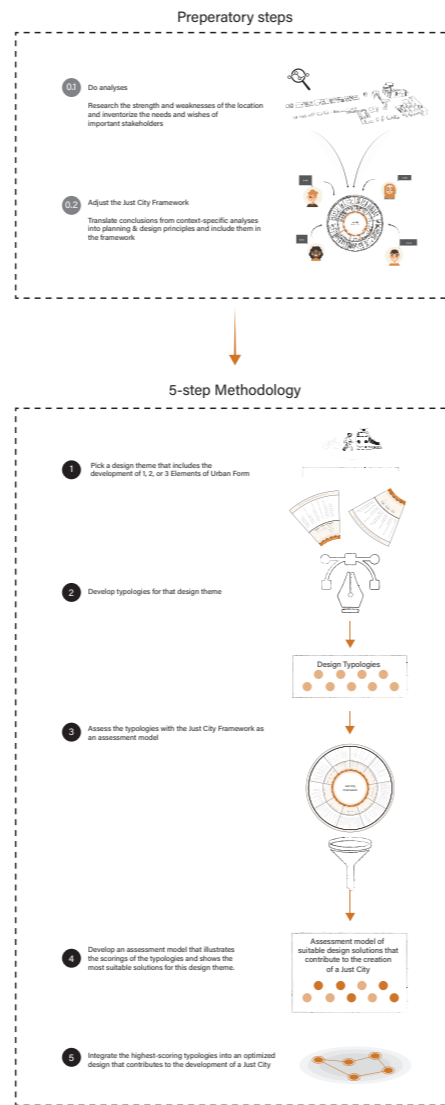 Preperatory steps
0.1
Do analyses
Research the strength and weaknesses of the location
and inventorize the needs and wishes of
important stakeholders
0.2
Adjust the Just City Framework
Translate conclusions from context-specific analyses
into planning & design principles and include them in
the framework
5-step Methodology
1
Pick a design theme that includes the
development of 1, 2, or 3 Elements of Urban Form
2
Develop typologies for that design theme
Design Typologies
3
Assess the typologies with the Just City Framework as
an assessment model
4
Develop an assessment model that illustrates
the scorings of the typologies and shows the
most suitable solutions for this design theme.
Assessment model of
suitable design solutions that
contribute to the creation
of a Just City
5
Integrate the highest-scoring typologies into an optimized
design that contributes to the development of a Just City